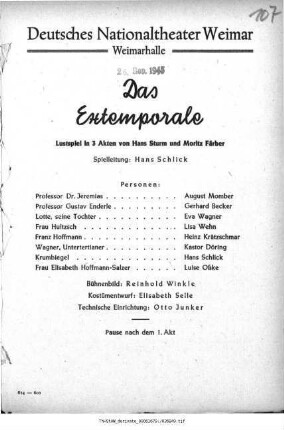 107
Deutsches Nationaltheater Weimar
Weimarhalle
1945
Das
Extemporale
Lustspiel in 3 Akten von Hans Sturm und Moritz Färber
Spielleitung: Hans Schlick
Personen:
Professor Dr. Jeremias . . . . . . . . . . August Momber
Professor Gustav Enderle . . . . . . . . Gerhard Becker
Lotte, seine Tochter . . . . . . . . . . Eva Wagner
Frau Hultzsch . . . . . . . . . . . Lisa Wehn
Franz Hoffmann . . . . . . . . . . . Heinz Krätzschmar
Wagner, Untertertianer . . . . . . . . . Kastor Döring
Krumbiegel . . . . . . . . . . . . Hans Schlick
Frau Elisabeth Hoffmann-Salzer . . . . . . Luise
Bühnenbild: Reinhold Winkle
Kostümentwurf: Elisabeth Selle
Technische Einrichtung: Otto Junker
Pause nach dem 1. Akt